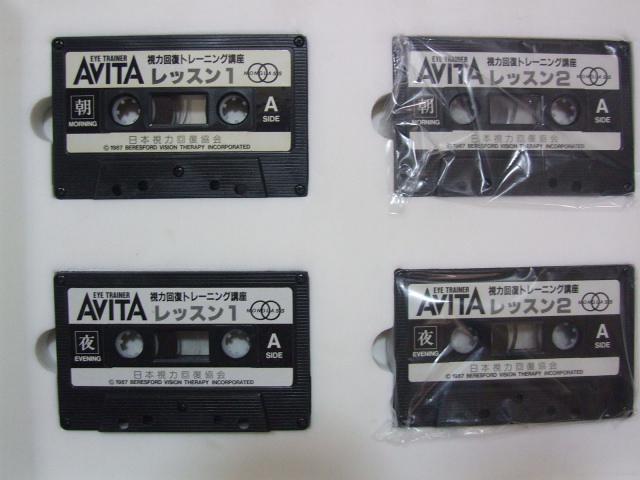 EYE TRAINER
AVITA
視力回復トレーニング講座
レッスン1
朝
MORNING
A
SIDE
日本視力回復協会
© 1987 BERESFORD VISION THERAPY INCORPORATED
EYE TRAINER
AVITA
視力回復トレーニング講座
レッスン2
朝
MORNING
A
SIDE
日本視力回復協会
© 1987 BERESFORD VISION THERAPY INCORPORATED
EYE TRAINER
AVITA
視力回復トレーニング講座
レッスン1
夜
EVENING
A
SIDE
日本視力回復協会
© 1987 BERESFORD VISION THERAPY INCORPORATED
EYE TRAINER
AVITA
視力回復トレーニング講座
レッスン2
夜
EVENING
A
SIDE
日本視力回復協会
© 1987 BERESFORD VISION THERAPY INCORPORATED